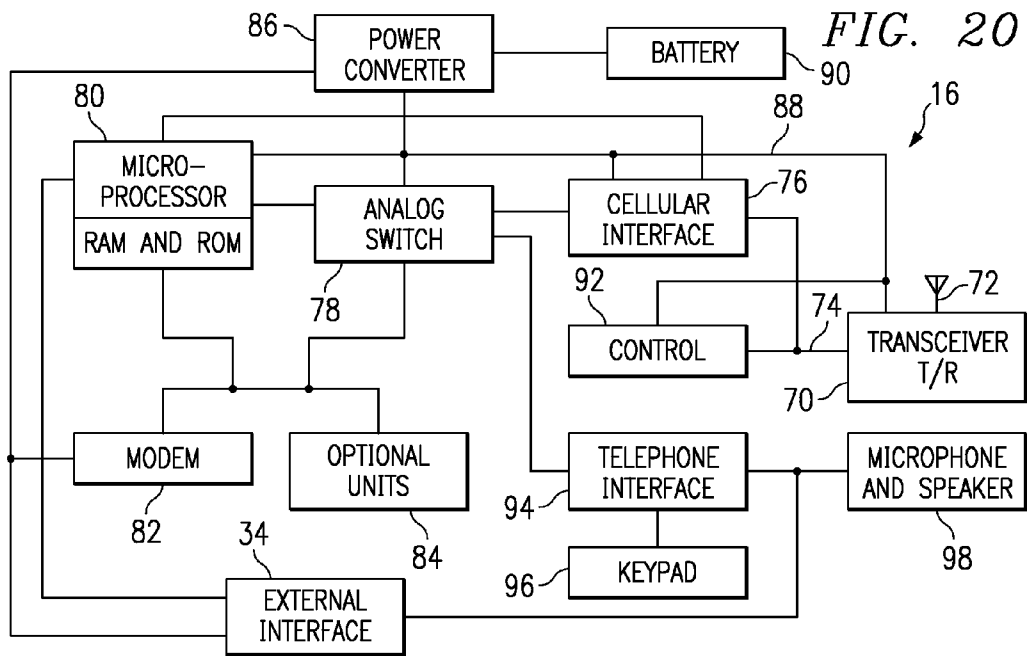 FIG. 20
86
POWER
CONVERTER
BATTERY
90
16
80
88
MICRO-
PROCESSOR
RAM AND ROM
ANALOG
SWITCH
78
CELLULAR
INTERFACE
76
92
CONTROL
74
72
TRANSCEIVER
T/R
70
MODEM
82
OPTIONAL
UNITS
84
TELEPHONE
INTERFACE
94
MICROPHONE
AND SPEAKER
98
KEYPAD
96
34
EXTERNAL
INTERFACE